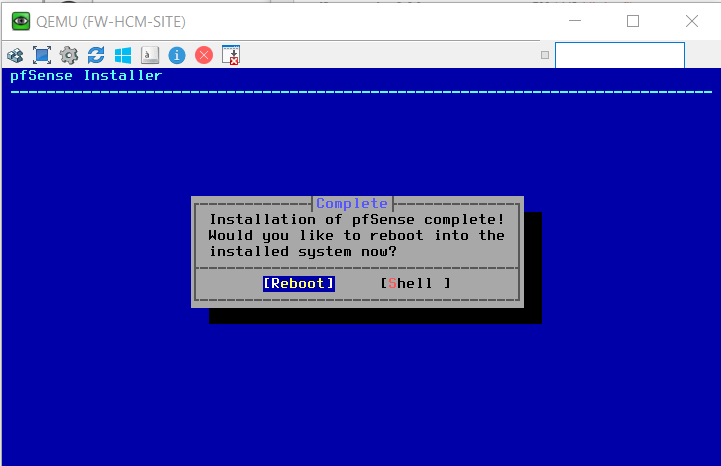 QEMU (FW-HCM-SITE)
pfSense Installer
Complete
Installation of pfSense complete!
Would you like to reboot into the
installed system now?
[Reboot] [Shell ]